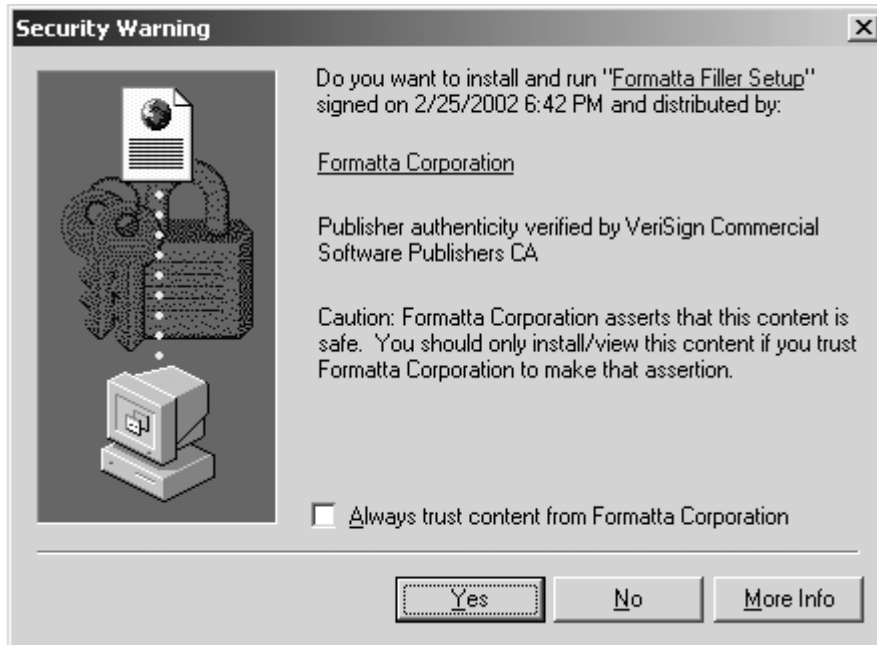 Security Warning
Do you want to install and run "Formatta Filler Setup"
signed on 2/25/2002 6:42 PM and distributed by:
Formatta Corporation
Publisher authenticity verified by VeriSign Commercial
Software Publishers CA
Caution: Formatta Corporation asserts that this content is
safe.  You should only install/view this content if you trust
Formatta Corporation to make that assertion.
Always trust content from Formatta Corporation
Yes
No
More Info